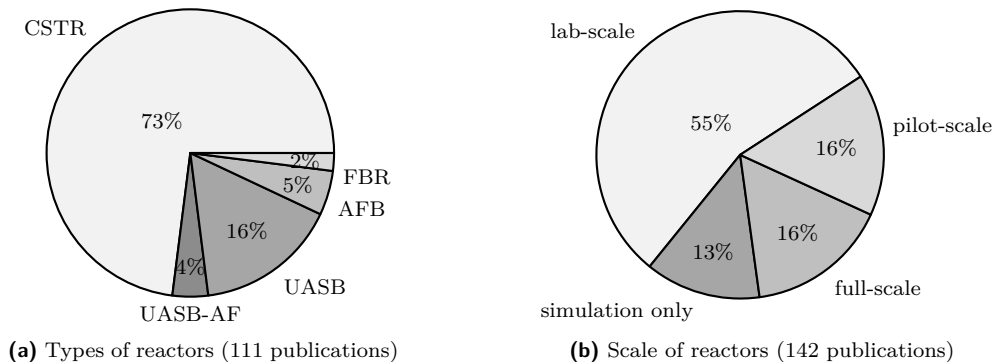 CSTR
73%
2%
FBR
5%
AFB
16%
UASB
4%
UASB-AF
(a) Types of reactors (111 publications)
lab-scale
55%
pilot-scale
16%
16%
full-scale
13%
simulation only
(b) Scale of reactors (142 publications)